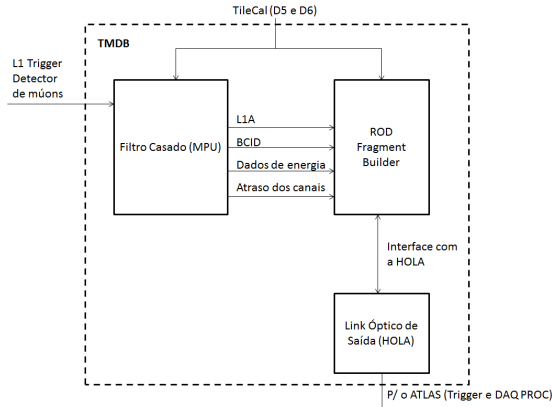 TileCal (D5 e D6)
TMDB
L1 Trigger
Detector
de múons
Filtro Casado (MPU)
L1A
BCID
Dados de energia
Atraso dos canais
ROD
Fragment
Builder
Interface com
a HOLA
Link Óptico de
Saída (HOLA)
P/ o ATLAS (Trigger e DAQ PROC)